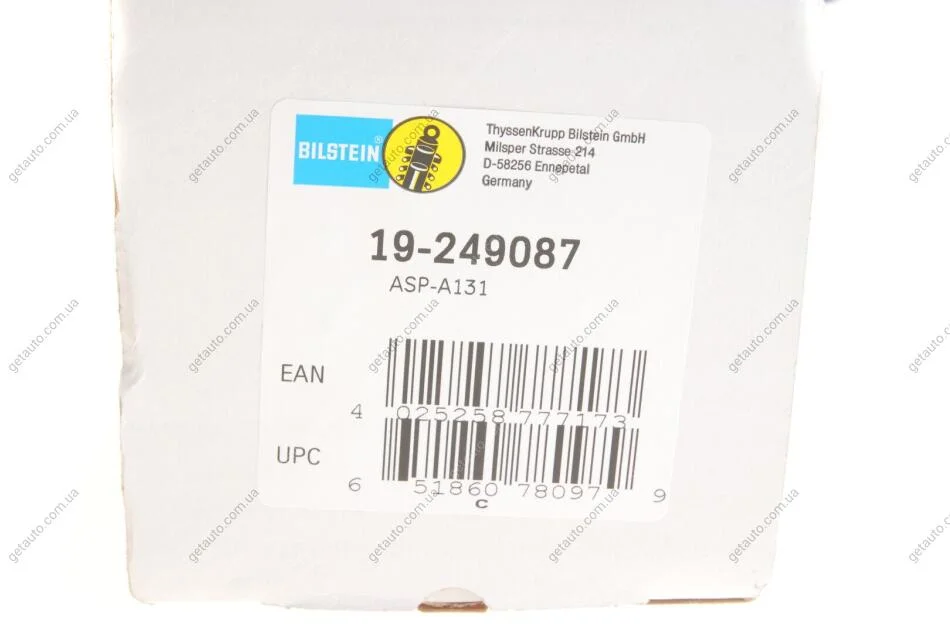 BILSTEIN®
ThyssenKrupp Bilstein GmbH
Milsper Strasse 214
D-58256 Ennepetal
Germany
19-249087
ASP-A131
EAN
4 025258 777173
UPC
6 51860 78097 9
C
getauto.com.ua